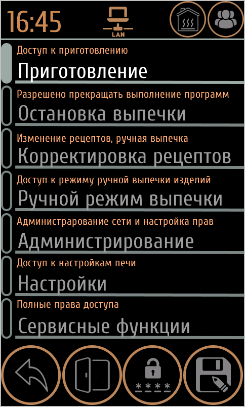 16:45
LAN
Доступ к приготовлению
Приготовление
Разрешено прекращать выполнение программ
Остановка выпечки
Изменение рецептов, ручная выпечка
Корректировка рецептов
Доступ к режиму ручной выпечки изделий
Ручной режим выпечки
Администрарование сети и настройка прав
Администрирование
Доступ к настройкам печи
Настройки
Полные права доступа
Сервисные функции
****